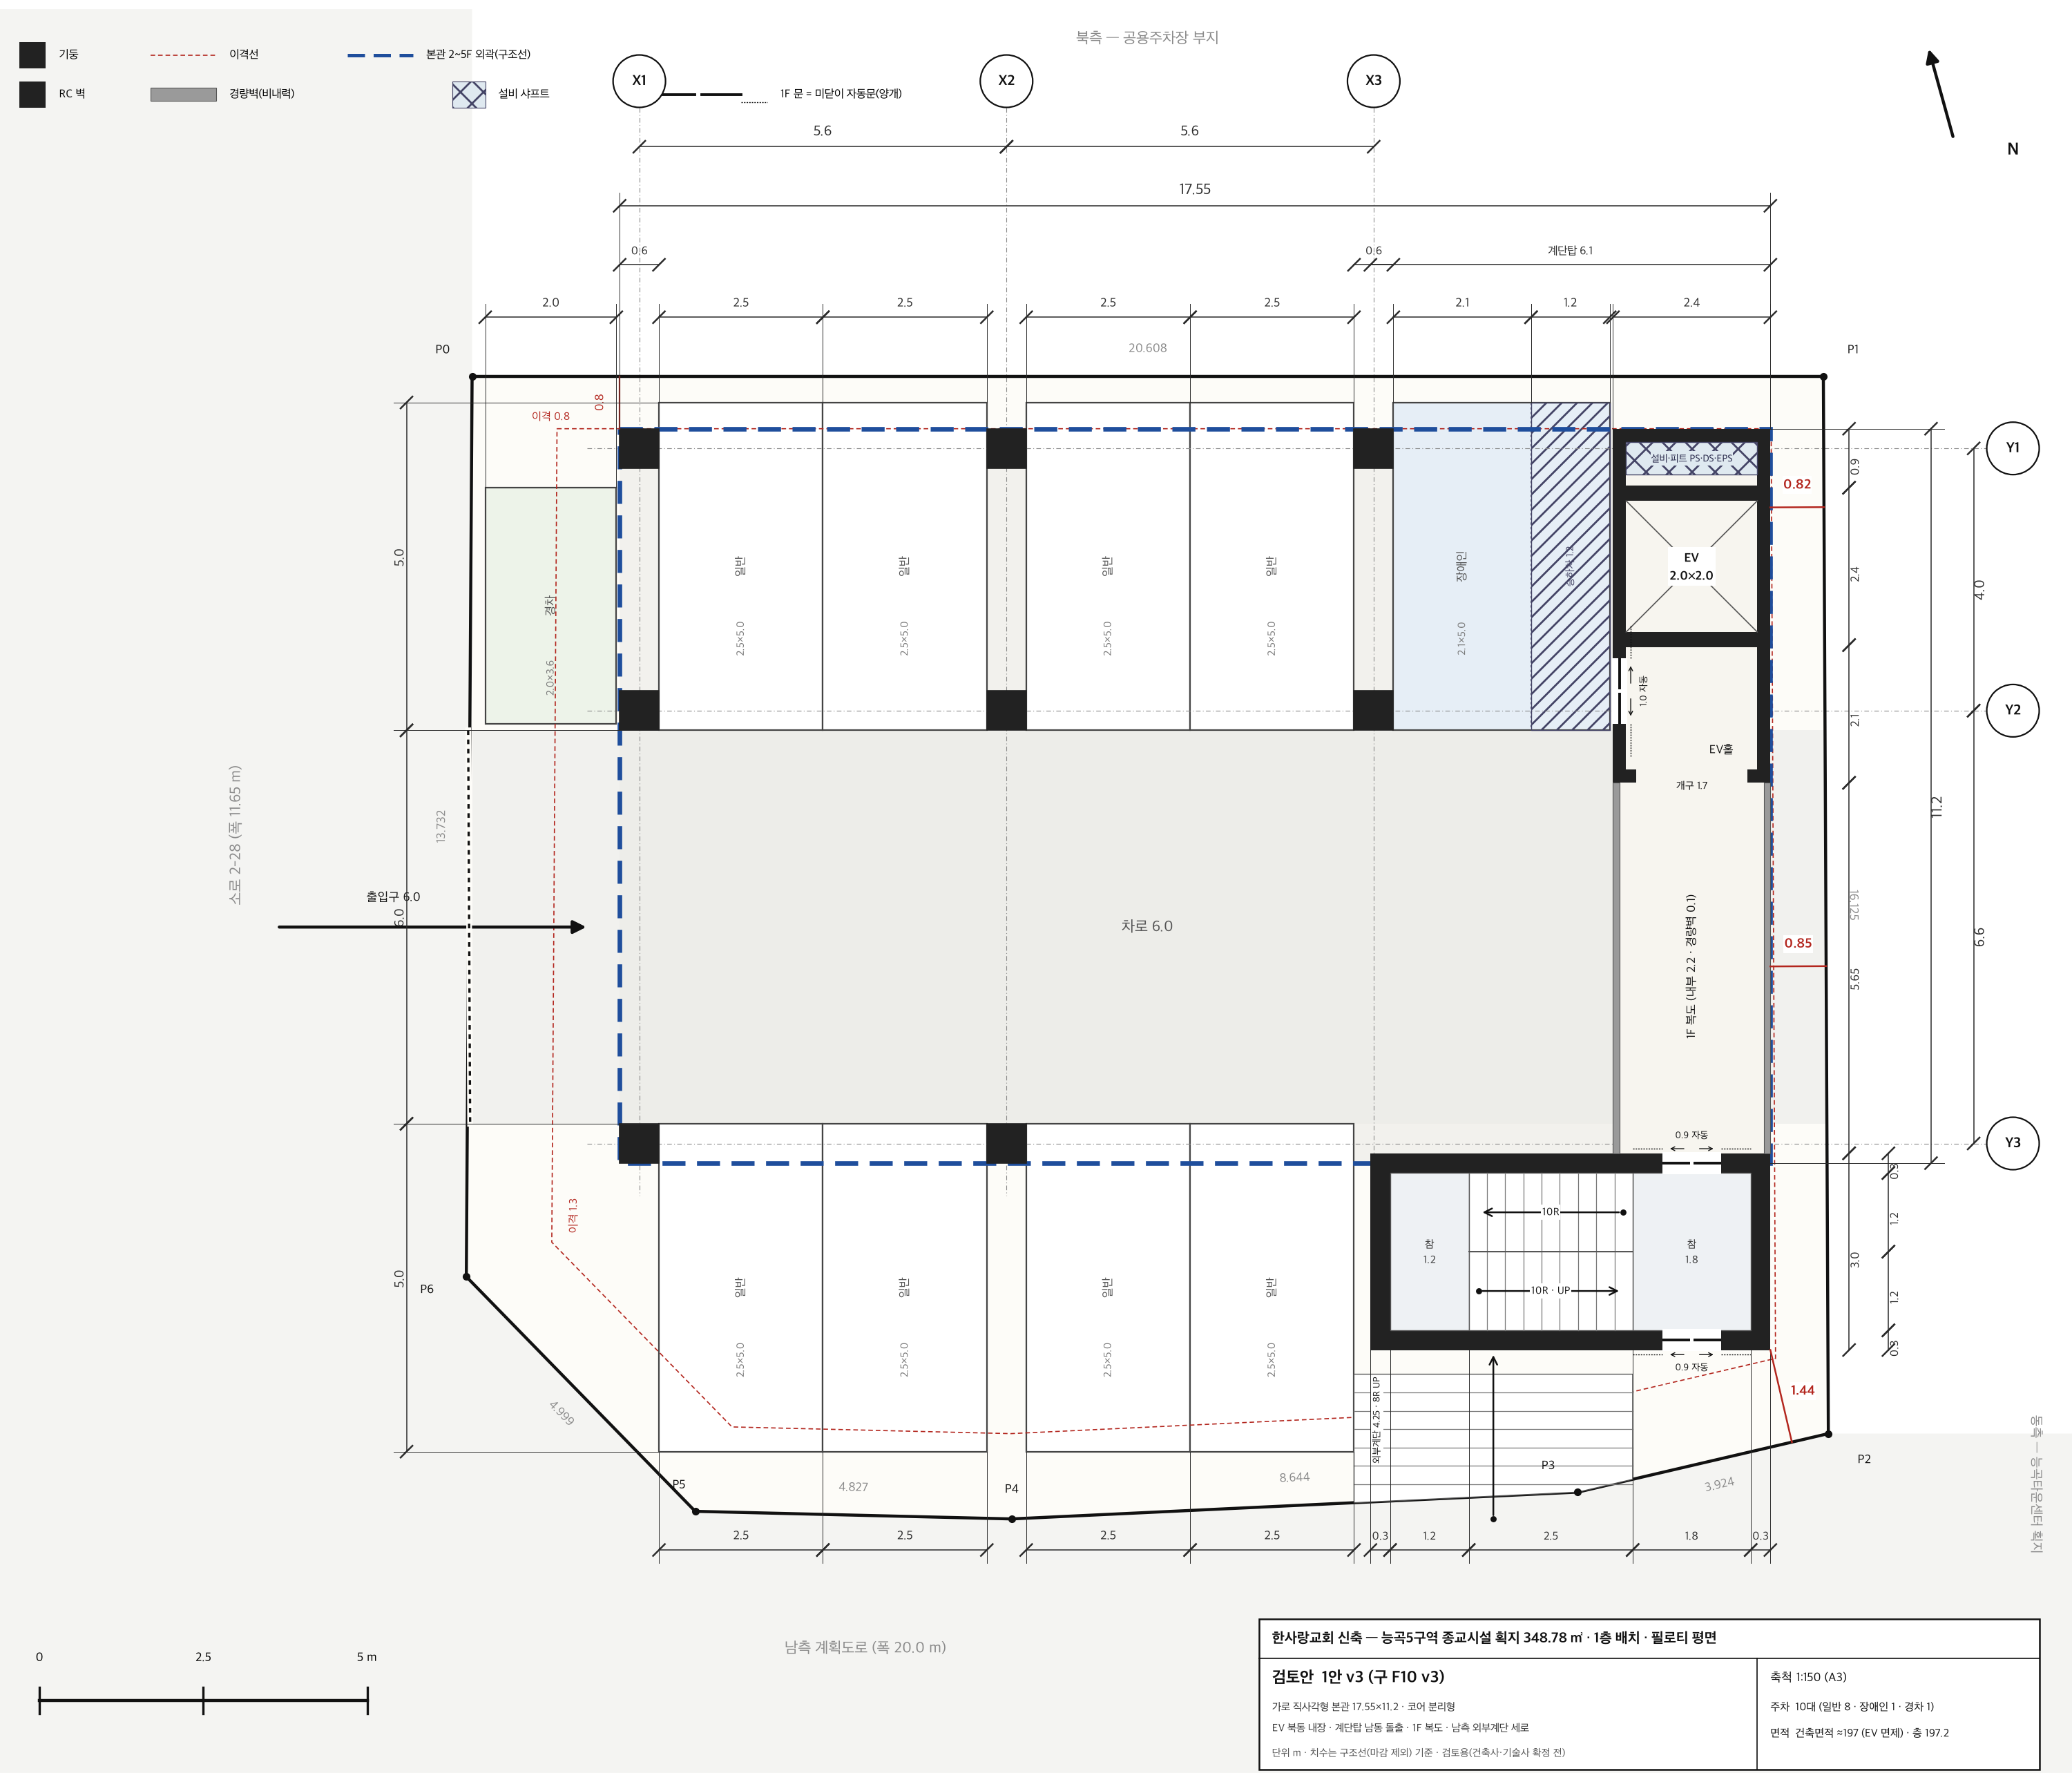 북측 — 공용주차장 부지
기둥
이격선
본관 2~5F 외곽(구조선)
RC 벽
경량벽(비내력)
설비 샤프트
1F 문 = 미닫이 자동문(양개)
X1
X2
X3
N
5.6
5.6
17.55
0.6
0.6
계단탑 6.1
2.0
2.5
2.5
2.5
2.5
2.1
1.2
2.4
P0
20.608
P1
이격 0.8
0.8
Y1
설비·피트 PS·DS·EPS
0.9
0.82
5.0
경차
2.0×3.6
일반
2.5×5.0
일반
2.5×5.0
일반
2.5×5.0
일반
2.5×5.0
장애인
2.1×5.0
승하차 1.2
EV
2.0×2.0
2.4
4.0
1.0 자동
2.1
Y2
EV홀
개구 1.7
11.2
소로 2-28 (폭 11.65 m)
13.732
출입구 6.0
6.0
차로 6.0
1F 복도 (내부 2.2 · 경량벽 0.1)
16.125
0.85
5.65
6.6
0.9 자동
Y3
0.3
이격 1.3
10R
참
1.2
참
1.8
1.2
3.0
10R · UP
1.2
0.3
5.0
P6
일반
2.5×5.0
일반
2.5×5.0
일반
2.5×5.0
일반
2.5×5.0
0.9 자동
1.44
외부계단 4.25 · 8R UP
4.999
P5
4.827
P4
8.644
P3
3.924
P2
동측 — 능곡타운센터 획지
2.5
2.5
2.5
2.5
0.3
1.2
2.5
1.8
0.3
남측 계획도로 (폭 20.0 m)
0
2.5
5 m
한사랑교회 신축 — 능곡5구역 종교시설 획지 348.78 ㎡ · 1층 배치 · 필로티 평면
검토안 1안 v3 (구 F10 v3)
가로 직사각형 본관 17.55×11.2 · 코어 분리형
EV 북동 내장 · 계단탑 남동 돌출 · 1F 복도 · 남측 외부계단 세로
단위 m · 치수는 구조선(마감 제외) 기준 · 검토용(건축사·기술사 확정 전)
축척 1:150 (A3)
주차 10대 (일반 8 · 장애인 1 · 경차 1)
면적 건축면적 ≈197 (EV 면제) · 층 197.2